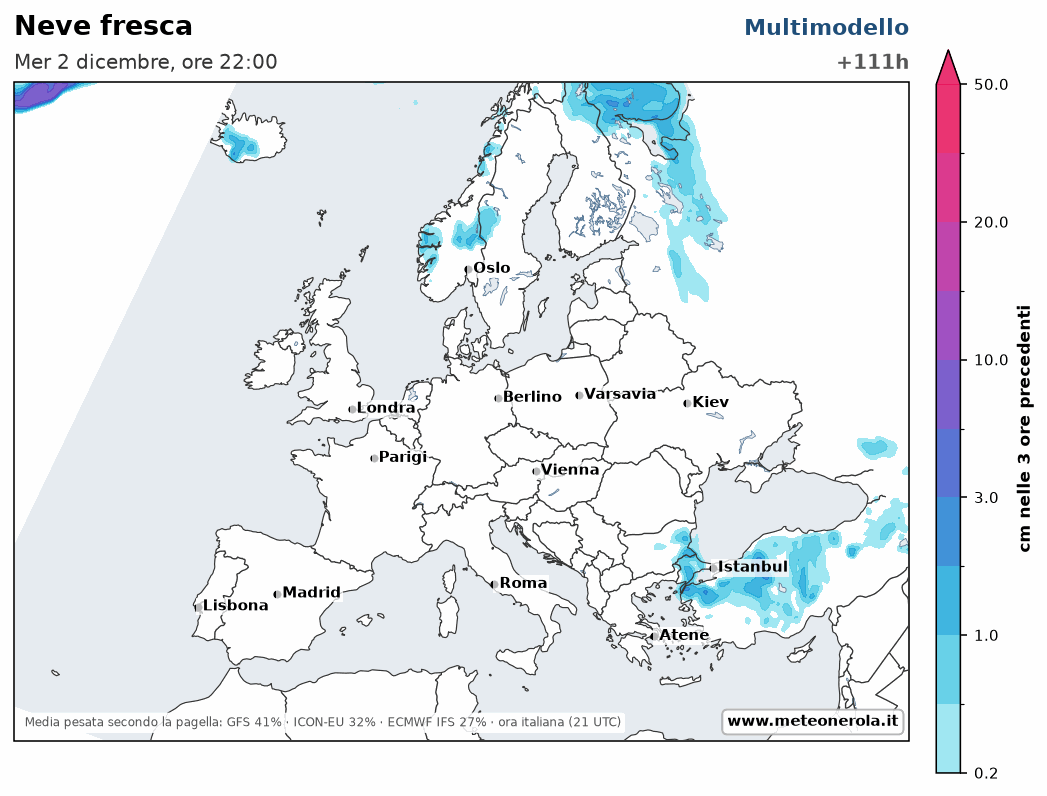 Neve fresca
Multimodello
Mer 2 dicembre, ore 22:00
+111h
50.0
20.0
10.0
3.0
1.0
0.2
cm nelle 3 ore precedenti
Oslo
Berlino
Varsavia
Kiev
Londra
Parigi
Vienna
Istanbul
Roma
Madrid
Lisbona
Atene
Media pesata secondo la pagella: GFS 41% · ICON-EU 32% · ECMWF IFS 27% · ora italiana (21 UTC)
www.meteonerola.it